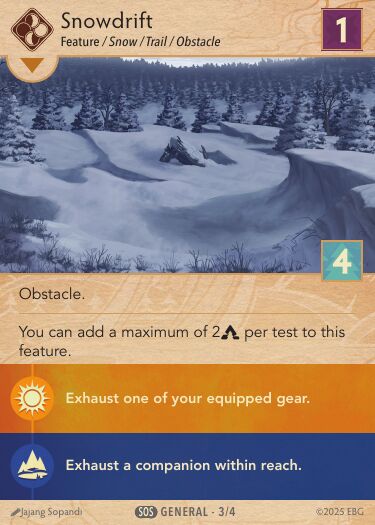 Snowdrift
1
Feature / Snow / Trail / Obstacle
4
Obstacle.
You can add a maximum of 2 per test to this
feature.
Exhaust one of your equipped gear.
Exhaust a companion within reach.
Jajang Sopandi
SOS GENERAL · 3/4
©2025 EBG